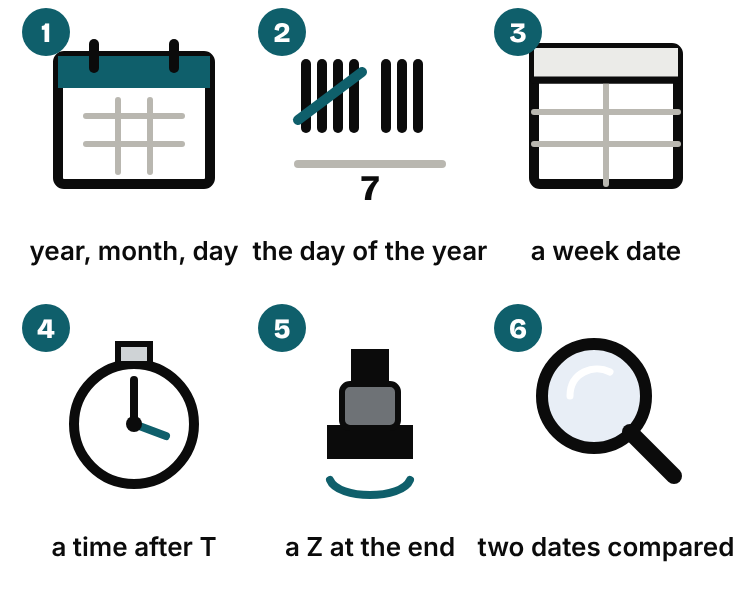 1
2
3
7
year, month, day
the day of the year
a week date
4
5
6
a time after T
a Z at the end
two dates compared